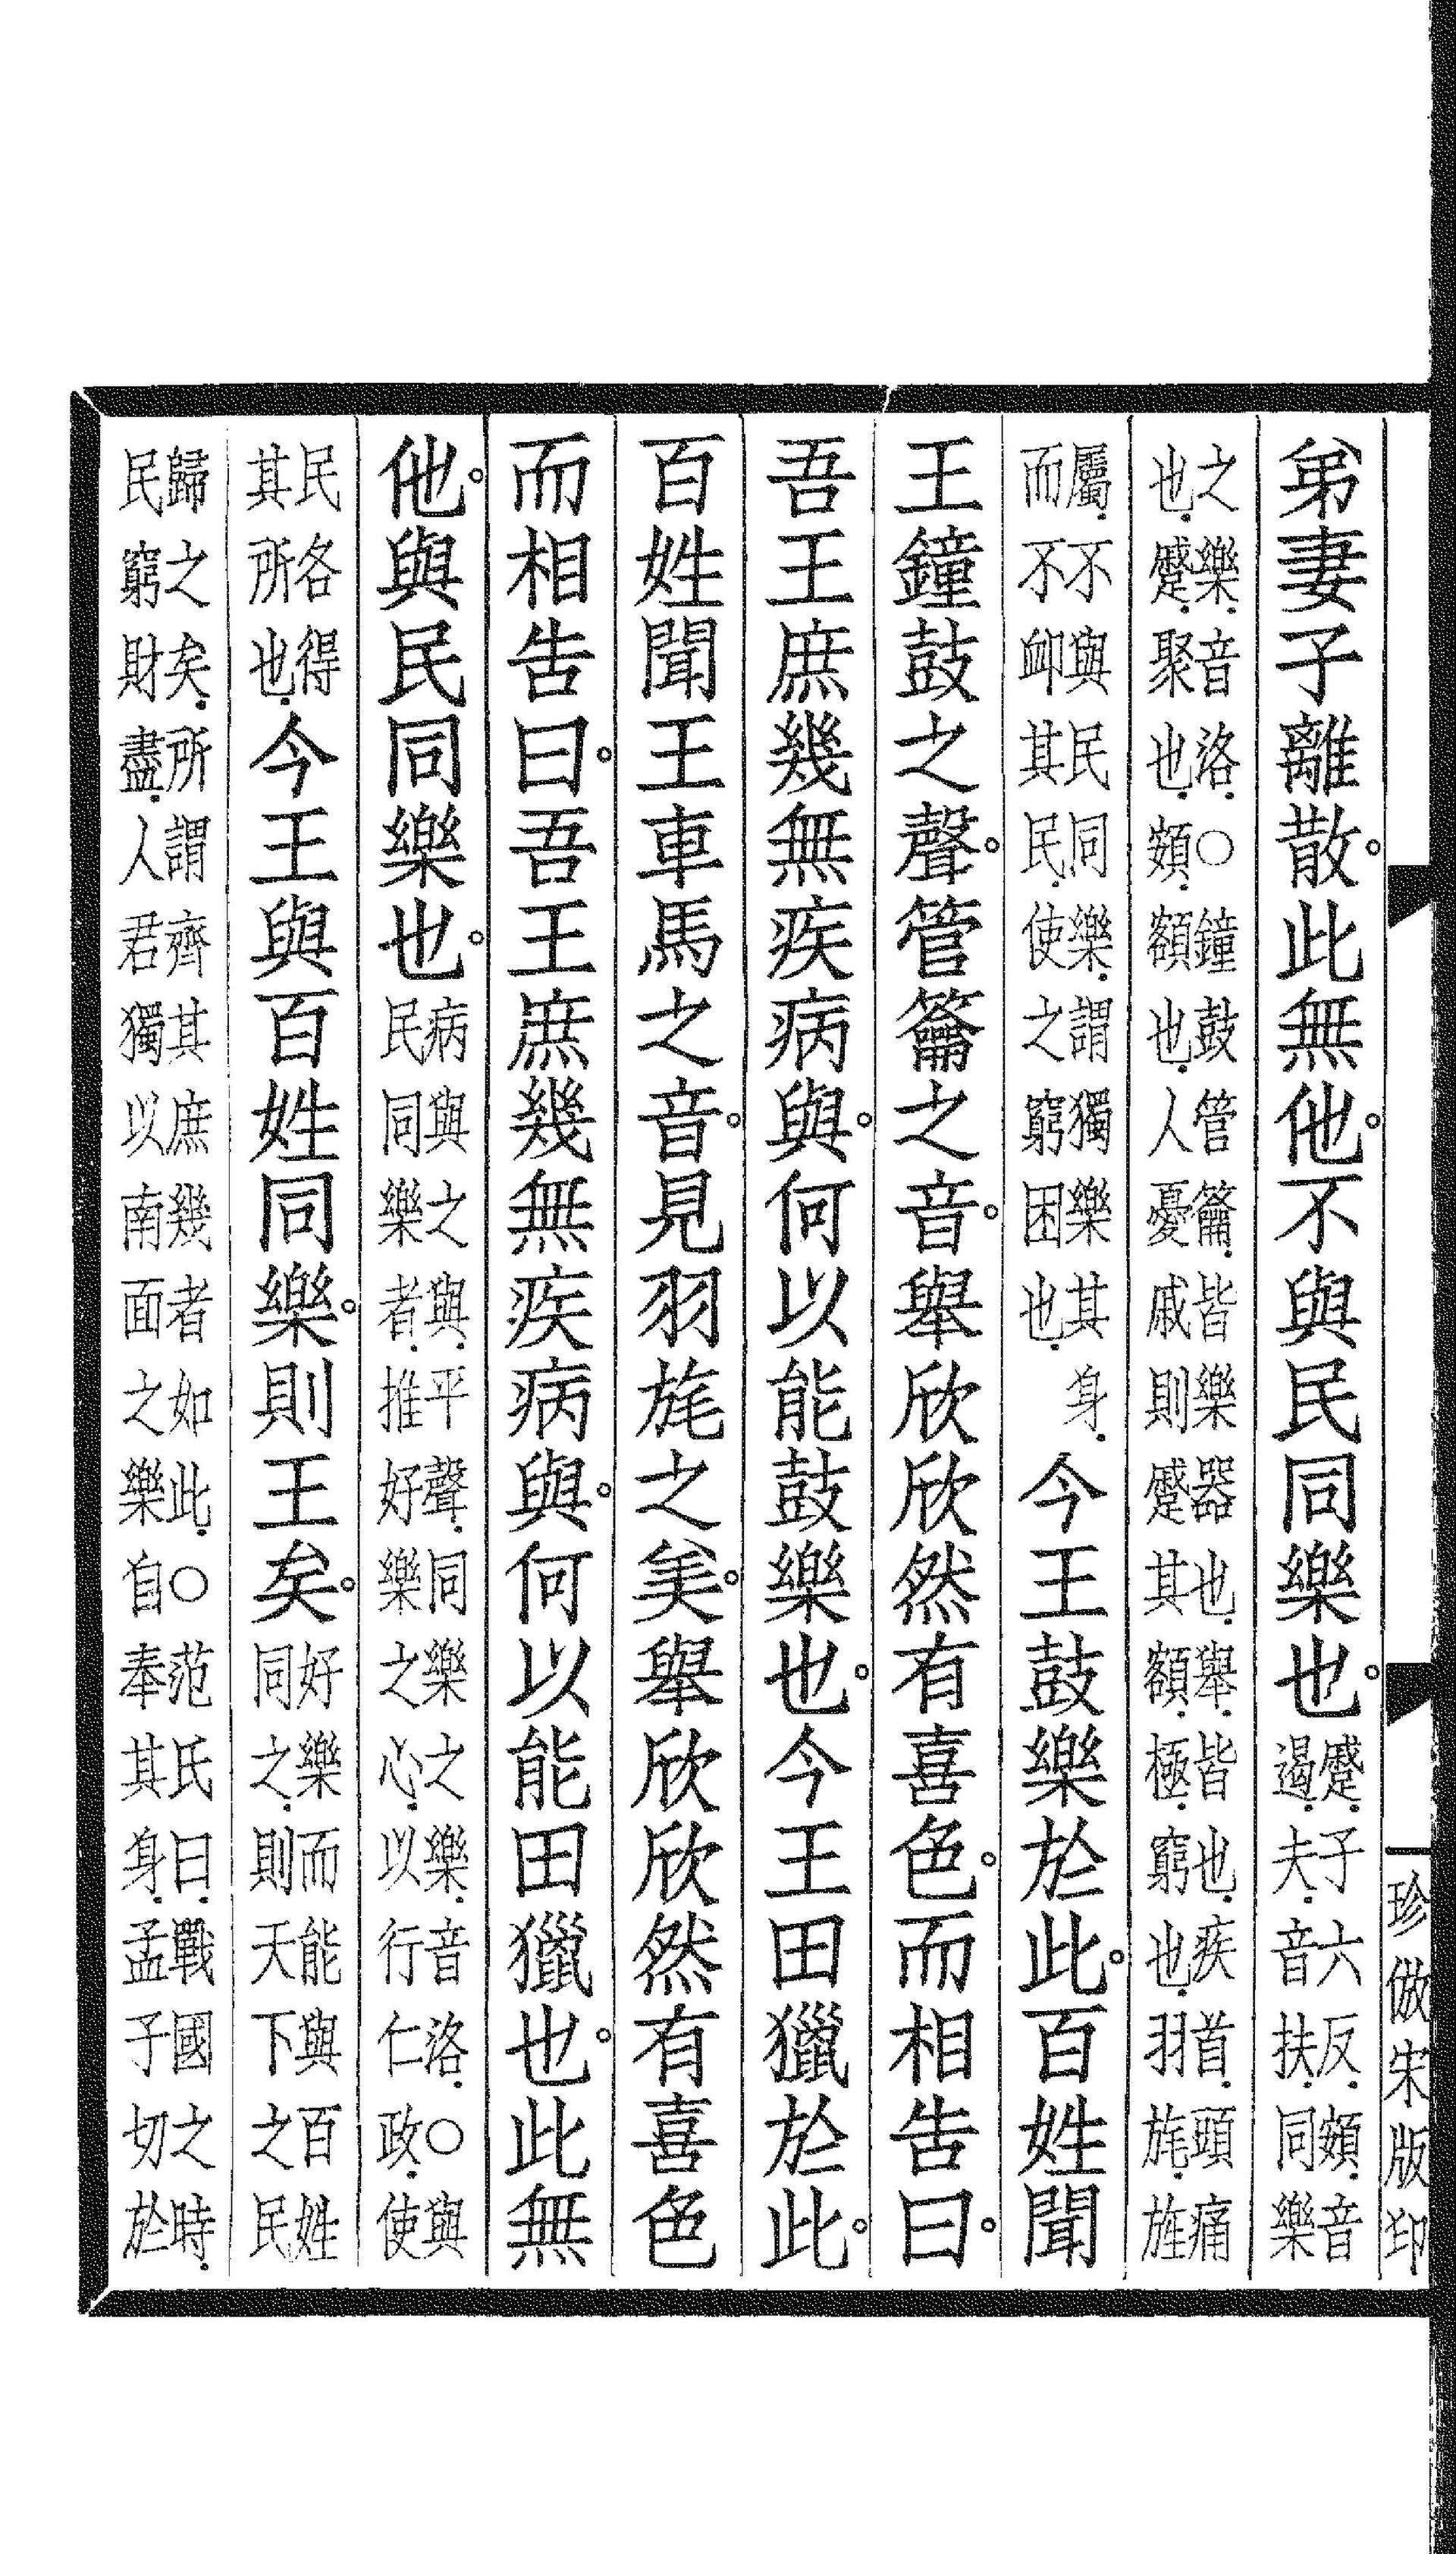 珍倣宋版印
弟妻子離散。此無他。不與民同樂也。蹙.子六反.頞.音
遏.夫.音扶.同樂
之樂.音洛.○鐘鼓管籥.皆樂器也.舉.皆也.疾首.頭痛
也.蹙.聚也.頞.額也.人憂戚則蹙其額.極.窮也.羽旄.旌
屬.不與民同樂.謂獨樂其身.
而不卹其民.使之窮困也.今王鼓樂於此。百姓聞
王鐘鼓之聲。管籥之音。舉欣欣然有喜色。而相告曰。
吾王庶幾無疾病與。何以能鼓樂也。今王田獵於此。
百姓聞王車馬之音。見羽旄之美。舉欣欣然有喜色
而相告曰。吾王庶幾無疾病與。何以能田獵也。此無
他。與民同樂也。病與之與.平聲.同樂之樂.音洛.○與
民同樂者.推好樂之心.以行仁政.使
民各得
其所也.今王與百姓同樂。則王矣。好樂而能與百姓
同之.則天下之民
歸之矣.所謂齊其庶幾者如此.○范氏曰.戰國之時.
民窮財盡.人君獨以南面之樂自奉其身.孟子切於